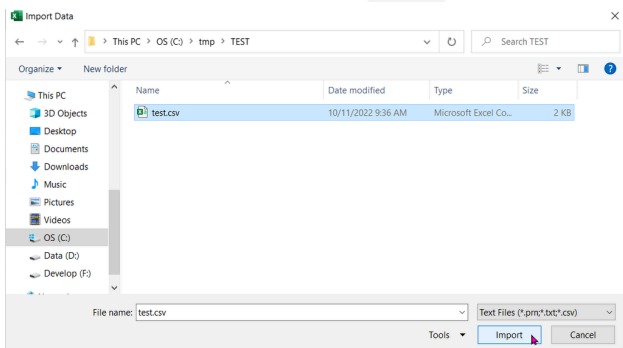 Import Data
This PC > OS (C:) > tmp > TEST
Search TEST
Organize
New folder
Name Date modified Type Size
This PC
test.csv 10/11/2022 9:36 AM Microsoft Excel Co... 2 KB
3D Objects
Desktop
Documents
Downloads
Music
Pictures
Videos
OS (C:)
Data (D:)
Develop (F:)
File name: test.csv
Text Files (*.prn;*.txt;*.csv)
Tools Import Cancel